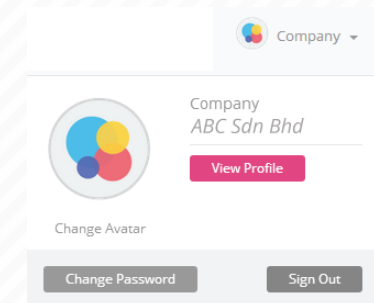 Company
Company
ABC Sdn Bhd
View Profile
Change Avatar
Change Password
Sign Out